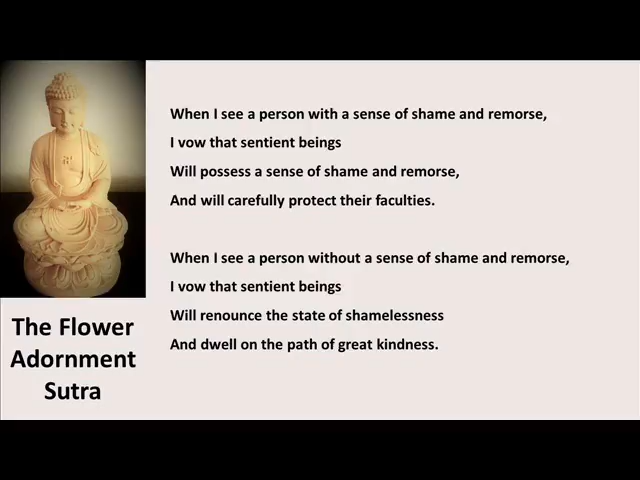 When I see a person with a sense of shame and remorse,
I vow that sentient beings
Will possess a sense of shame and remorse,
And will carefully protect their faculties.
When I see a person without a sense of shame and remorse,
I vow that sentient beings
Will renounce the state of shamelessness
And dwell on the path of great kindness.
The Flower
Adornment
Sutra